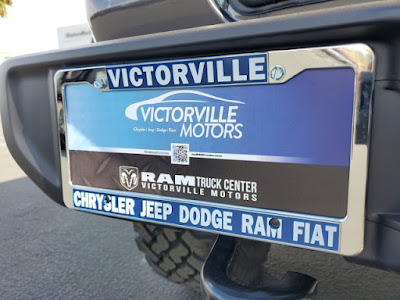 VICTORVILLE
VICTORVILLE
MOTORS
Chrysler | Jeep | Dodge | Ram
RAM TRUCK CENTER
VICTORVILLE MOTORS
CHRYSLER JEEP DODGE RAM FIAT